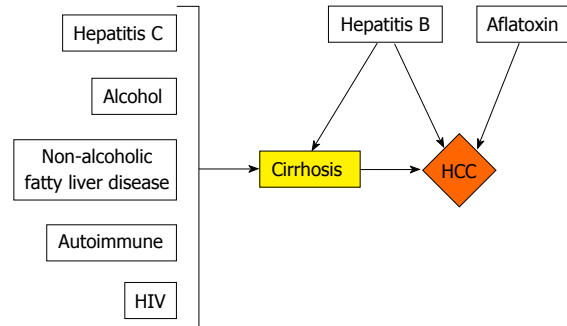 Hepatitis C
Alcohol
Non-alcoholic
fatty liver disease
Autoimmune
HIV
Hepatitis B
Aflatoxin
Cirrhosis
HCC